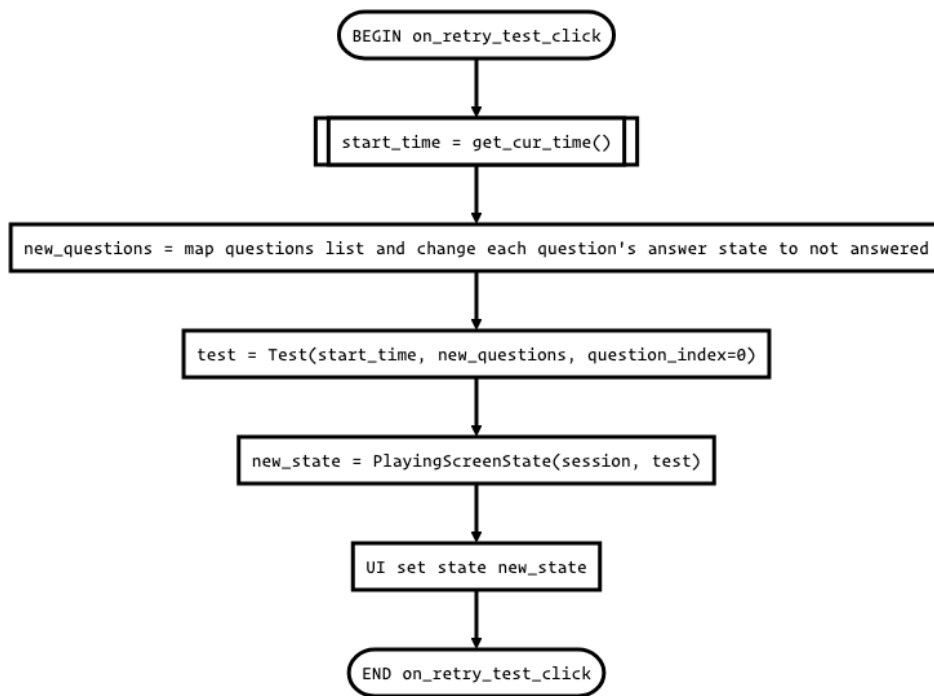 BEGIN on_retry_test_click
start_time = get_cur_time()
new_questions = map questions list and change each question's answer state to not answered
test = Test(start_time, new_questions, question_index=0)
new_state = PlayingScreenState(session, test)
UI set state new_state
END on_retry_test_click